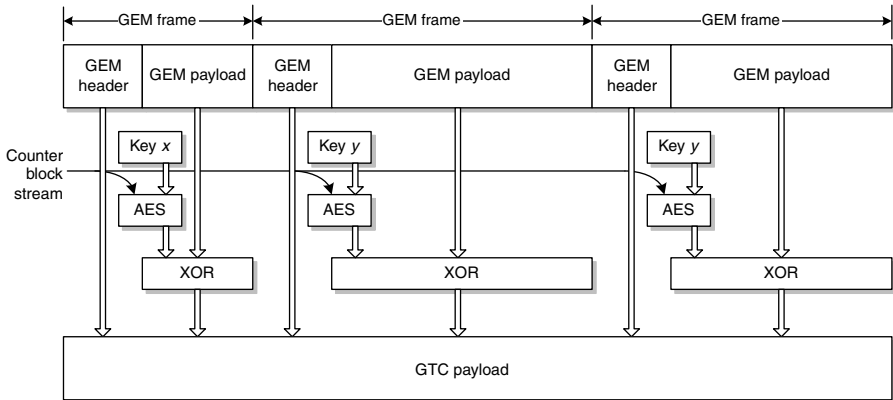 GEM frame GEM frame GEM frame
GEM header GEM payload GEM header GEM payload GEM header GEM payload
Key x Key y Key y
Counter block stream
AES AES AES
XOR XOR XOR
GTC payload